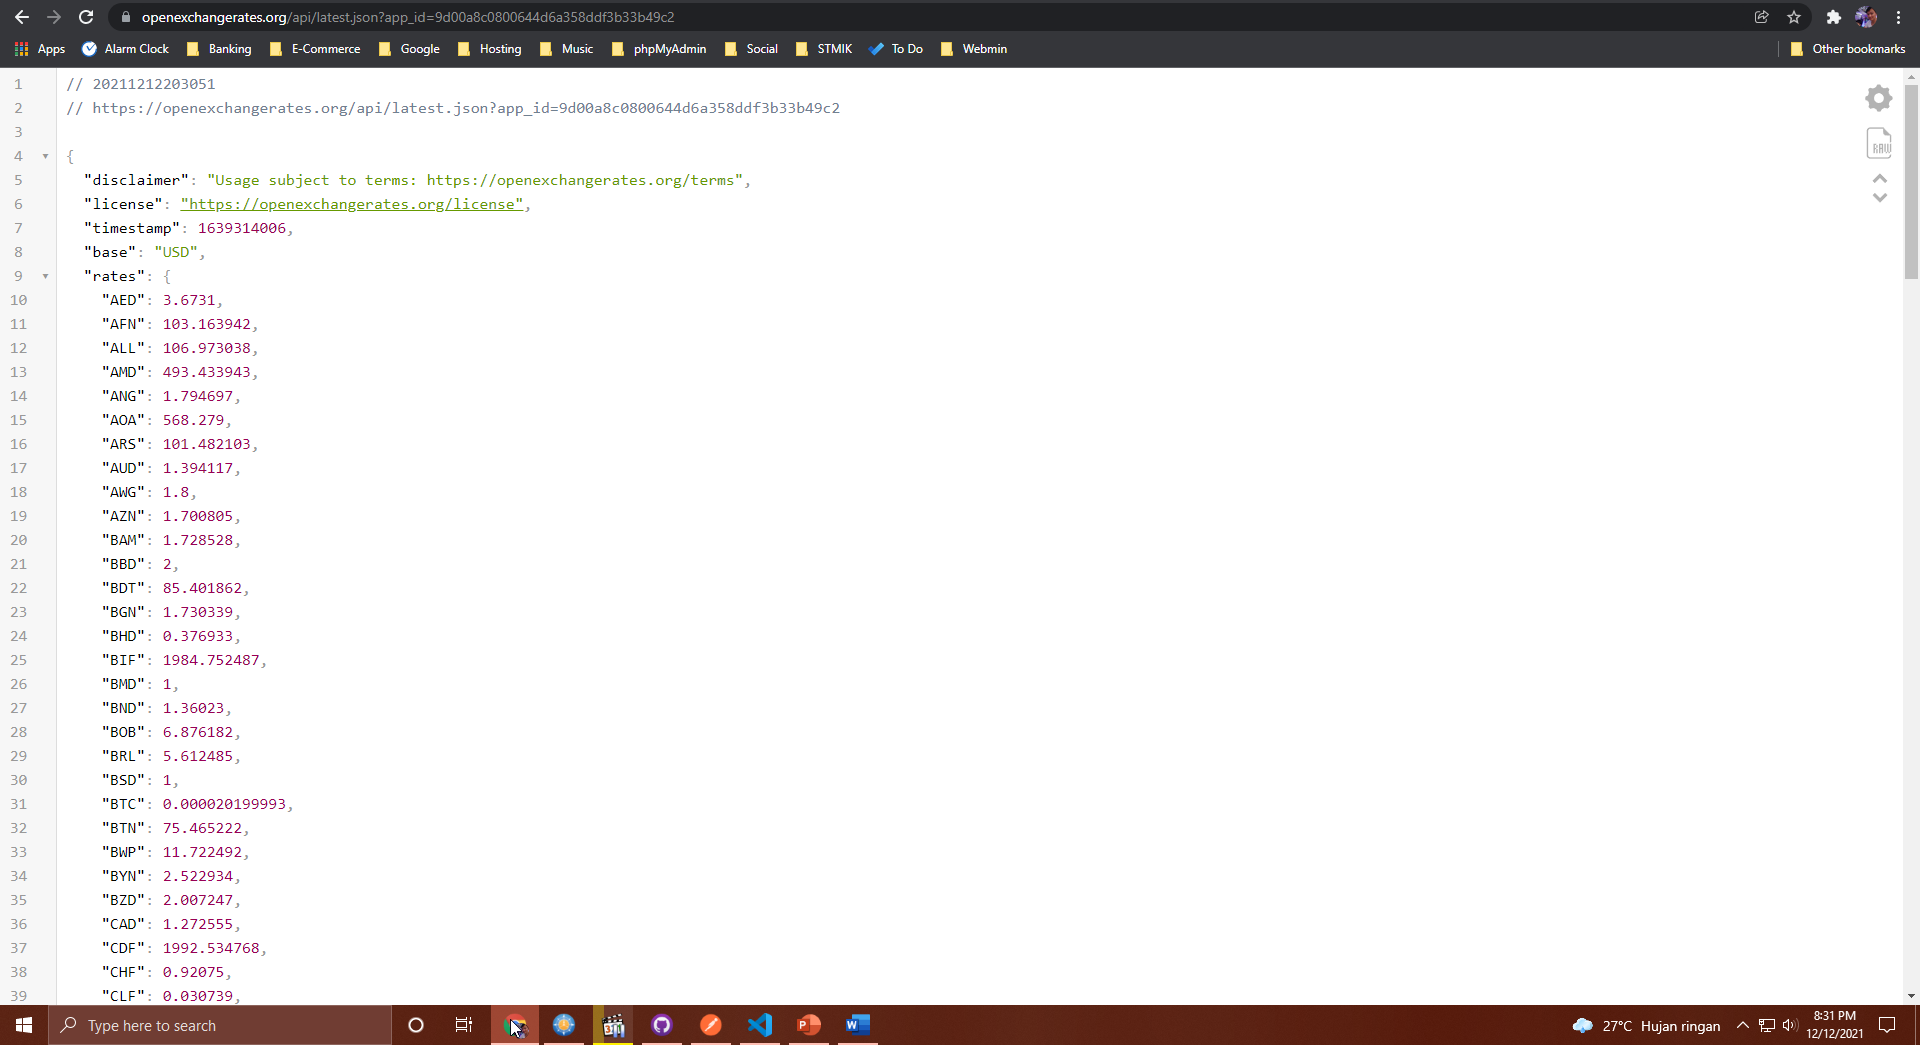 openexchangerates.org/api/latest.json?app_id=9d00a8c0800644d6a358ddf3b33b49c2
Apps Alarm Clock Banking E-Commerce Google Hosting Music phpMyAdmin Social STMIK To Do Webmin Other bookmarks
1 // 20211212203051
2 // https://openexchangerates.org/api/latest.json?app_id=9d00a8c0800644d6a358ddf3b33b49c2
3
4 {
5 "disclaimer": "Usage subject to terms: https://openexchangerates.org/terms",
6 "license": "https://openexchangerates.org/license",
7 "timestamp": 1639314006,
8 "base": "USD",
9 "rates": {
10 "AED": 3.6731,
11 "AFN": 103.163942,
12 "ALL": 106.973038,
13 "AMD": 493.433943,
14 "ANG": 1.794697,
15 "AOA": 568.279,
16 "ARS": 101.482103,
17 "AUD": 1.394117,
18 "AWG": 1.8,
19 "AZN": 1.700805,
20 "BAM": 1.728528,
21 "BBD": 2,
22 "BDT": 85.401862,
23 "BGN": 1.730339,
24 "BHD": 0.376933,
25 "BIF": 1984.752487,
26 "BMD": 1,
27 "BND": 1.36023,
28 "BOB": 6.876182,
29 "BRL": 5.612485,
30 "BSD": 1,
31 "BTC": 0.000020199993,
32 "BTN": 75.465222,
33 "BWP": 11.722492,
34 "BYN": 2.522934,
35 "BZD": 2.007247,
36 "CAD": 1.272555,
37 "CDF": 1992.534768,
38 "CHF": 0.92075,
39 "CLF": 0.030739,
RAW
Type here to search
27°C Hujan ringan
8:31 PM
12/12/2021